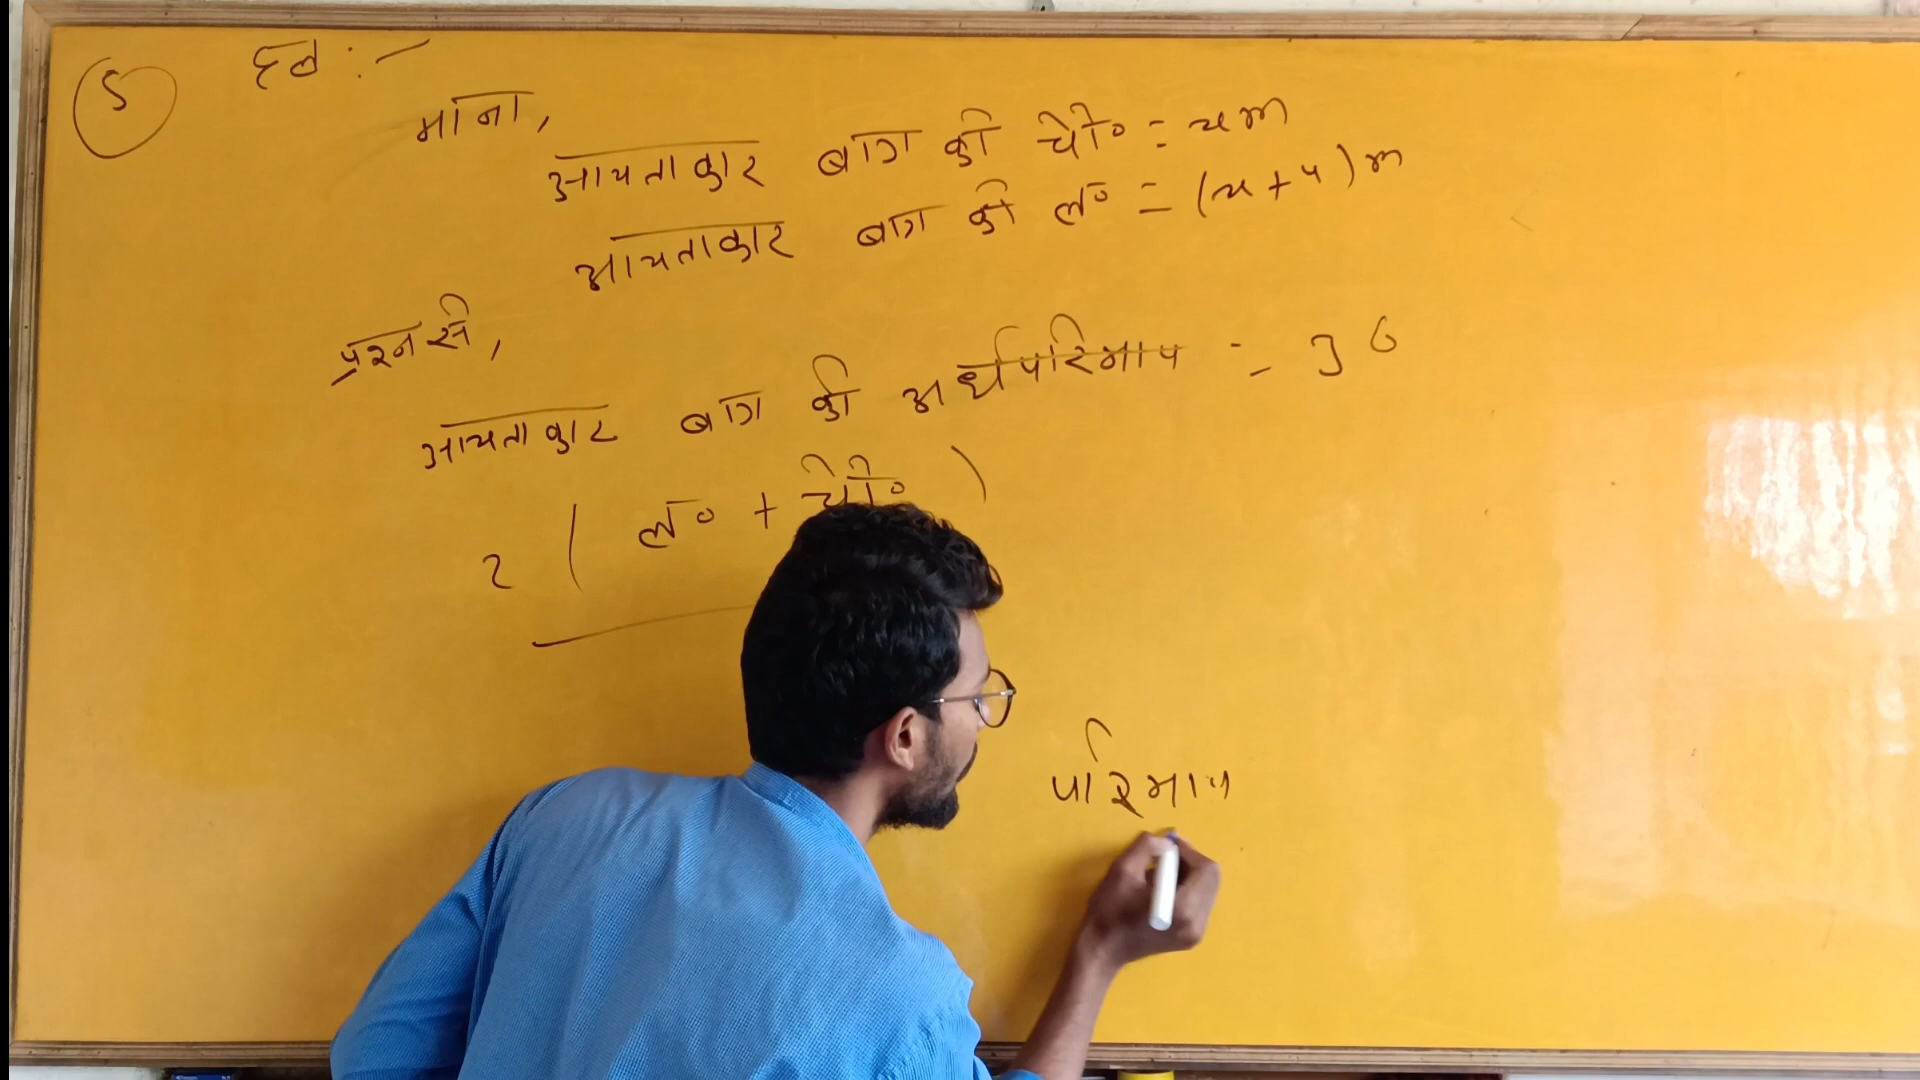 5 हल :-
माना,
आयताकार बाग की चौ० = x m
आयताकार बाग की ल० = (x + 4) m
प्रश्न से,
आयताकार बाग की अर्धपरिमाप = 36
2 ( ल० + चौ० )
परिमाप